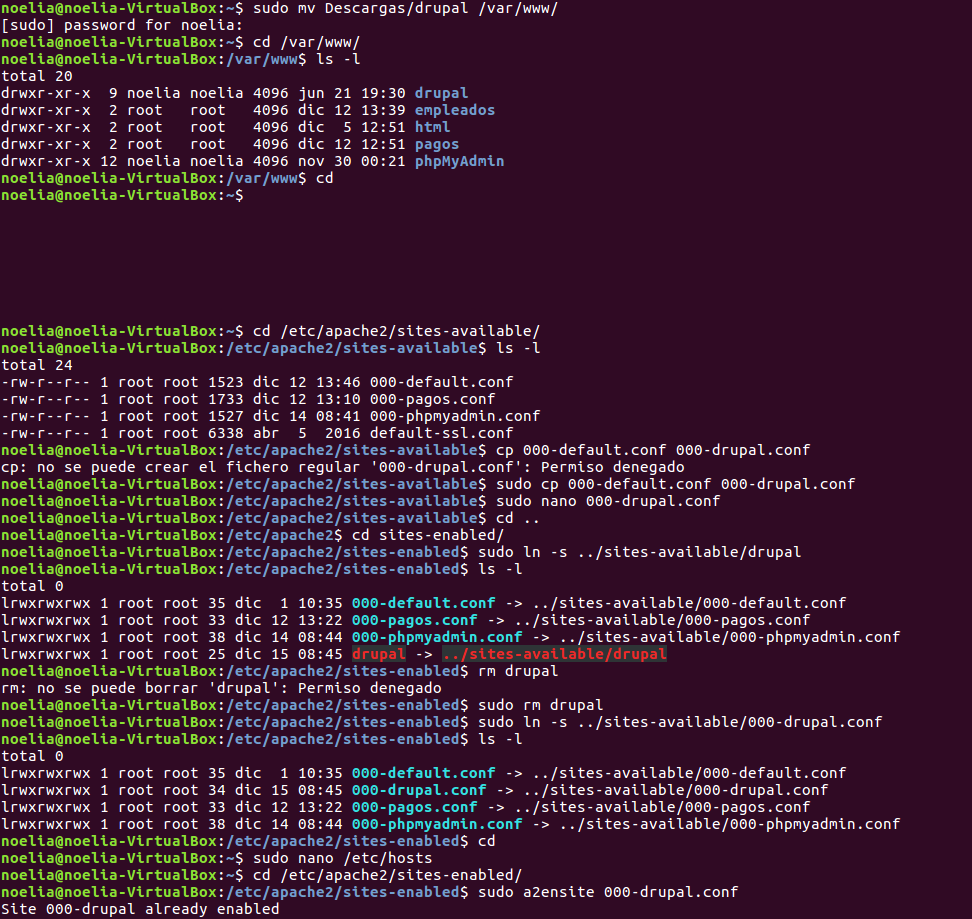 noelia@noelia-VirtualBox:~$ sudo mv Descargas/drupal /var/www/
[sudo] password for noelia:
noelia@noelia-VirtualBox:~$ cd /var/www/
noelia@noelia-VirtualBox:/var/www$ ls -l
total 20
drwxr-xr-x  9 noelia noelia 4096 jun 21 19:30 drupal
drwxr-xr-x  2 root   root   4096 dic 12 13:39 empleados
drwxr-xr-x  2 root   root   4096 dic  5 12:51 html
drwxr-xr-x  2 root   root   4096 dic 12 12:51 pagos
drwxr-xr-x 12 noelia noelia 4096 nov 30 00:21 phpMyAdmin
noelia@noelia-VirtualBox:/var/www$ cd
noelia@noelia-VirtualBox:~$
noelia@noelia-VirtualBox:~$ cd /etc/apache2/sites-available/
noelia@noelia-VirtualBox:/etc/apache2/sites-available$ ls -l
total 24
-rw-r--r-- 1 root root 1523 dic 12 13:46 000-default.conf
-rw-r--r-- 1 root root 1733 dic 12 13:10 000-pagos.conf
-rw-r--r-- 1 root root 1527 dic 14 08:41 000-phpmyadmin.conf
-rw-r--r-- 1 root root 6338 abr  5  2016 default-ssl.conf
noelia@noelia-VirtualBox:/etc/apache2/sites-available$ cp 000-default.conf 000-drupal.conf
cp: no se puede crear el fichero regular '000-drupal.conf': Permiso denegado
noelia@noelia-VirtualBox:/etc/apache2/sites-available$ sudo cp 000-default.conf 000-drupal.conf
noelia@noelia-VirtualBox:/etc/apache2/sites-available$ sudo nano 000-drupal.conf
noelia@noelia-VirtualBox:/etc/apache2/sites-available$ cd ..
noelia@noelia-VirtualBox:/etc/apache2$ cd sites-enabled/
noelia@noelia-VirtualBox:/etc/apache2/sites-enabled$ sudo ln -s ../sites-available/drupal
noelia@noelia-VirtualBox:/etc/apache2/sites-enabled$ ls -l
total 0
lrwxrwxrwx 1 root root 35 dic  1 10:35 000-default.conf -> ../sites-available/000-default.conf
lrwxrwxrwx 1 root root 33 dic 12 13:22 000-pagos.conf -> ../sites-available/000-pagos.conf
lrwxrwxrwx 1 root root 38 dic 14 08:44 000-phpmyadmin.conf -> ../sites-available/000-phpmyadmin.conf
lrwxrwxrwx 1 root root 25 dic 15 08:45 drupal -> ../sites-available/drupal
noelia@noelia-VirtualBox:/etc/apache2/sites-enabled$ rm drupal
rm: no se puede borrar 'drupal': Permiso denegado
noelia@noelia-VirtualBox:/etc/apache2/sites-enabled$ sudo rm drupal
noelia@noelia-VirtualBox:/etc/apache2/sites-enabled$ sudo ln -s ../sites-available/000-drupal.conf
noelia@noelia-VirtualBox:/etc/apache2/sites-enabled$ ls -l
total 0
lrwxrwxrwx 1 root root 35 dic  1 10:35 000-default.conf -> ../sites-available/000-default.conf
lrwxrwxrwx 1 root root 34 dic 15 08:45 000-drupal.conf -> ../sites-available/000-drupal.conf
lrwxrwxrwx 1 root root 33 dic 12 13:22 000-pagos.conf -> ../sites-available/000-pagos.conf
lrwxrwxrwx 1 root root 38 dic 14 08:44 000-phpmyadmin.conf -> ../sites-available/000-phpmyadmin.conf
noelia@noelia-VirtualBox:/etc/apache2/sites-enabled$ cd
noelia@noelia-VirtualBox:~$ sudo nano /etc/hosts
noelia@noelia-VirtualBox:~$ cd /etc/apache2/sites-enabled/
noelia@noelia-VirtualBox:/etc/apache2/sites-enabled$ sudo a2ensite 000-drupal.conf
Site 000-drupal already enabled